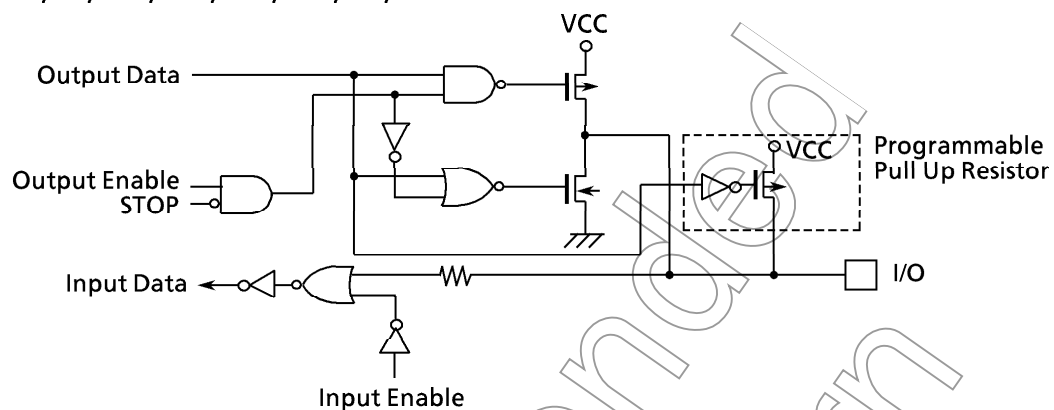 VCC
Output Data
VCC
Programmable
Pull Up Resistor
Output Enable
STOP
Input Data
I/O
Input Enable